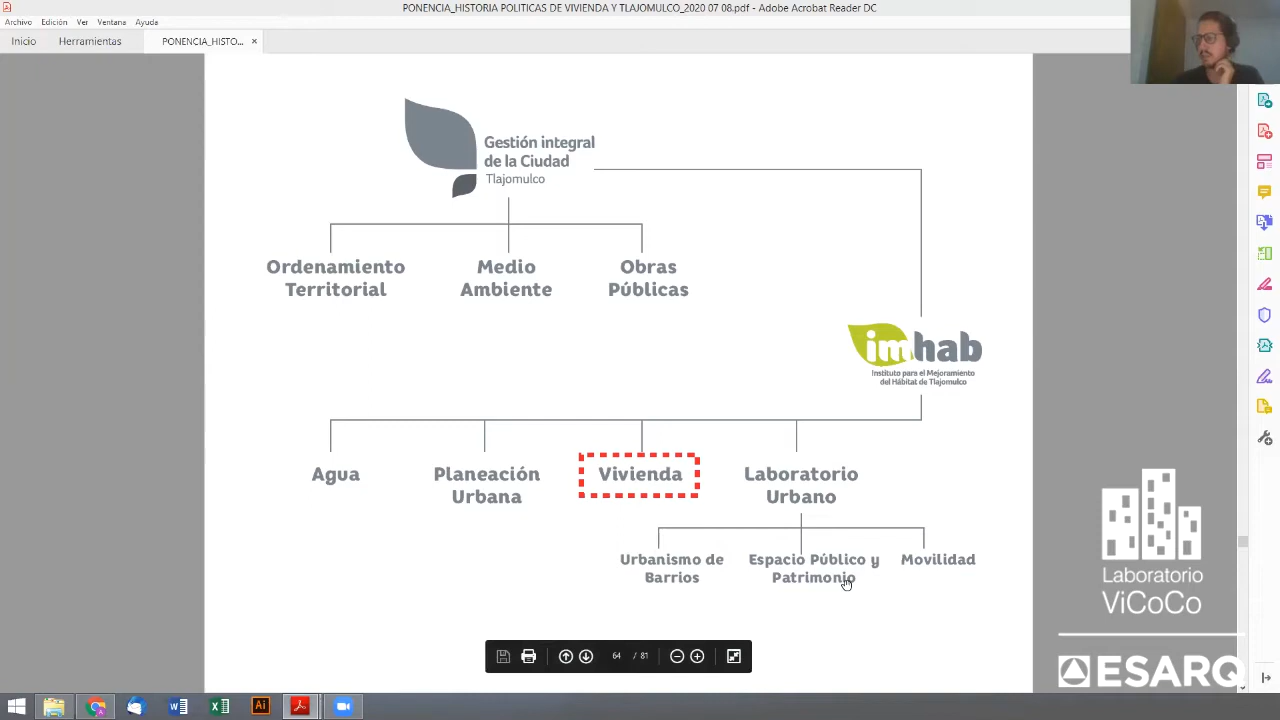 PONENCIA_HISTORIA POLITICAS DE VIVIENDA Y TLAJOMULCO_2020 07 08.pdf - Adobe Acrobat Reader DC
Archivo Edición Ver Ventana Ayuda
Inicio Herramientas PONENCIA_HISTO... ×
Gestión integral
de la Ciudad
Tlajomulco
Ordenamiento
Territorial
Medio
Ambiente
Obras
Públicas
imhab
Instituto para el Mejoramiento
del Hábitat de Tlajomulco
Agua
Planeación
Urbana
Vivienda
Laboratorio
Urbano
Urbanismo de
Barrios
Espacio Público y
Patrimonio
Movilidad
64 / 81
Laboratorio
ViCoCo
ESARQ
Ai